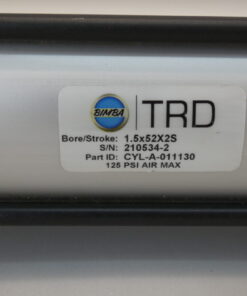 BIMBA TRD
Bore/Stroke: 1.5x52X2S
S/N: 210534-2
Part ID: CYL-A-011130
125 PSI AIR MAX